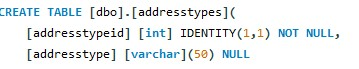 CREATE TABLE [dbo].[addresstypes](
[addresstypeid] [int] IDENTITY(1,1) NOT NULL,
[addresstype] [varchar](50) NULL